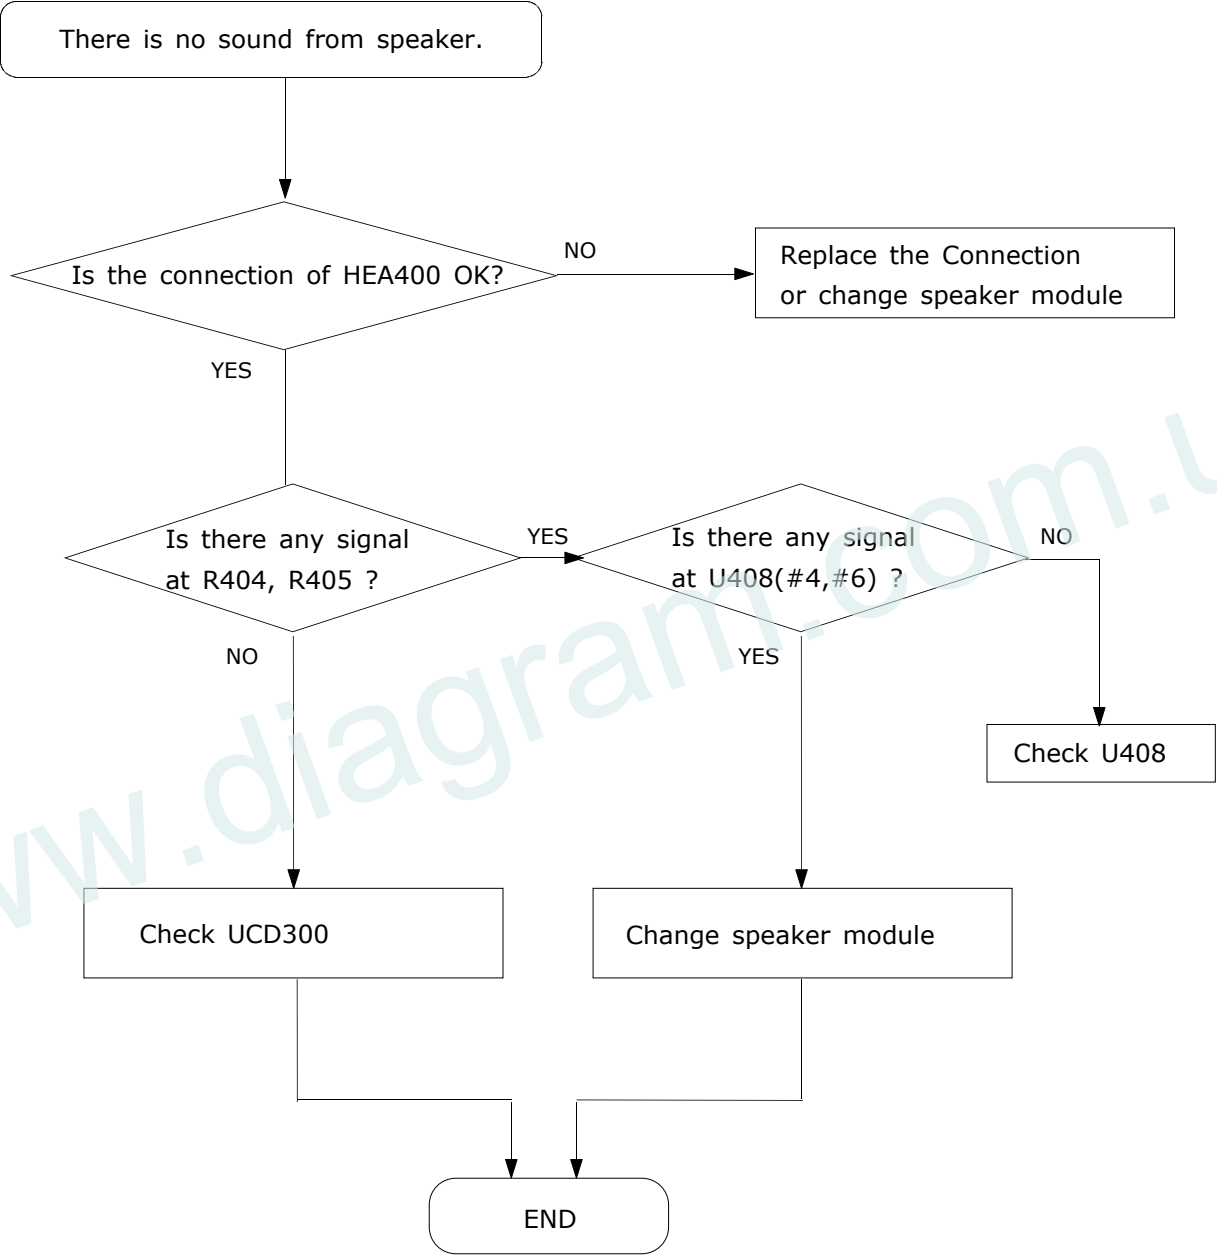 There is no sound from speaker.
Is the connection of HEA400 OK?
NO
Replace the Connection
or change speaker module
YES
Is there any signal
at R404, R405 ?
YES
Is there any signal
at U408(#4,#6) ?
NO
NO
YES
Check U408
Check UCD300
Change speaker module
END
www.diagram.com.u